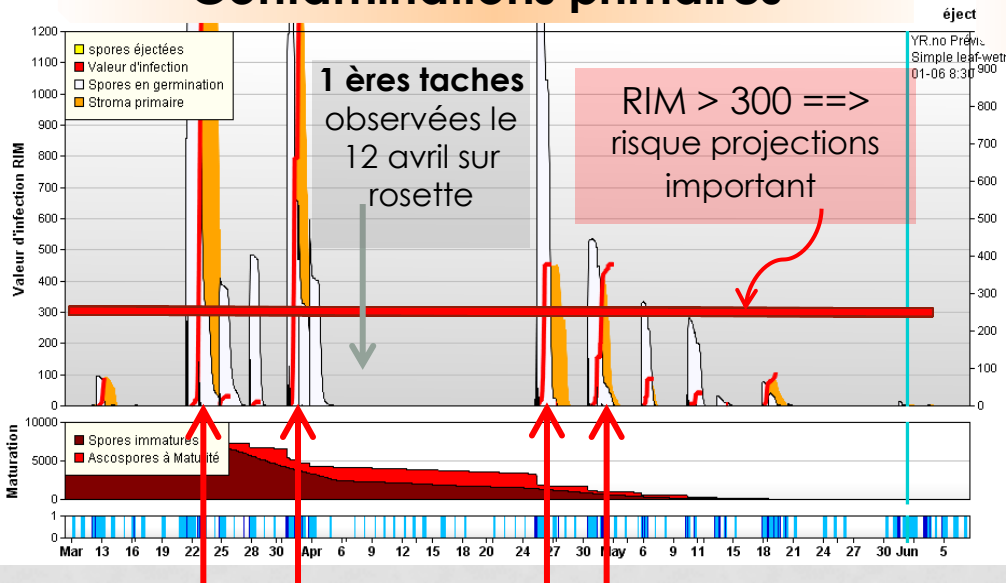 Contaminations primaires
éject
1200
1100
1000
900
800
700
600
500
400
300
200
100
0
Valeur d'infection RIM
spores éjectées
Valeur d'infection
Spores en germination
Stroma primaire
1 ères taches
observées le
12 avril sur
rosette
RIM > 300 ==>
risque projections
important
YR.no Prévis
Simple leaf-wetn
01-06 8:30
900
800
700
600
500
400
300
200
100
0
Maturation
10000
5000
0
Spores immatures
Ascospores à Maturité
1
0
Mar 13 16 19 22 25 28 30 Apr 6 9 12 15 18 20 24 27 30 May 6 9 11 15 18 21 24 27 30 Jun 5